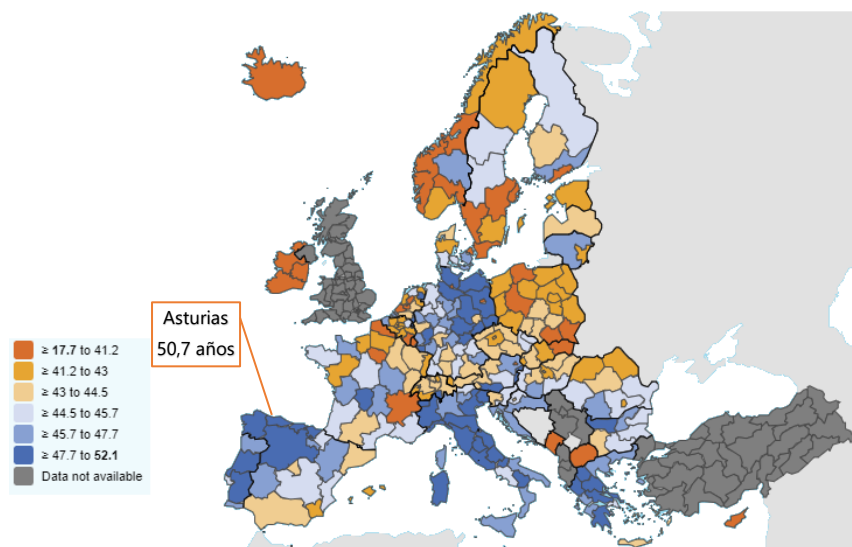 Asturias
50,7 años
≥ 17.7 to 41.2
≥ 41.2 to 43
≥ 43 to 44.5
≥ 44.5 to 45.7
≥ 45.7 to 47.7
≥ 47.7 to 52.1
Data not available